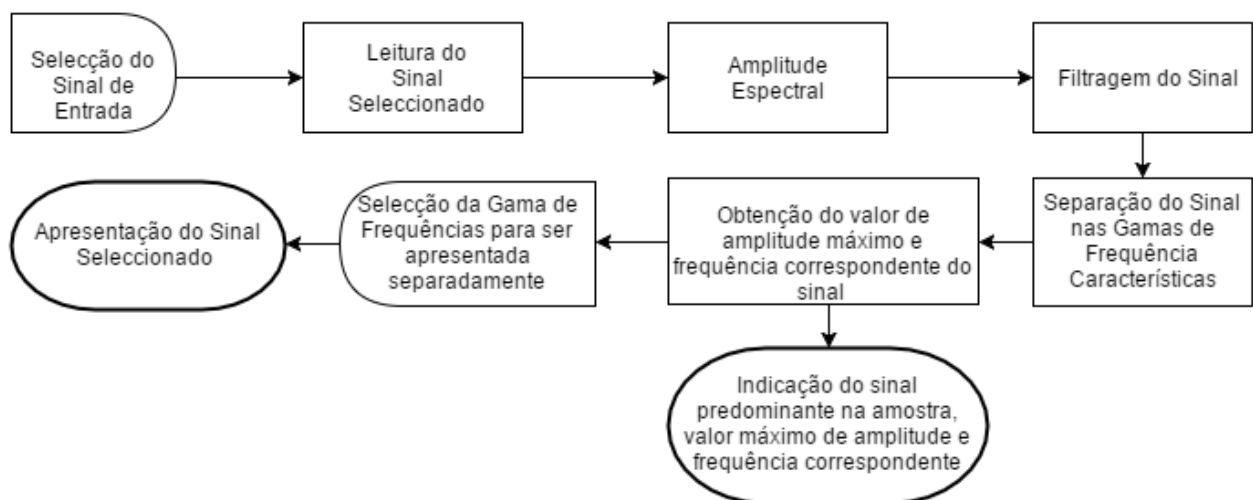 Selecção do
Sinal de
Entrada
Leitura do
Sinal
Seleccionado
Amplitude
Espectral
Filtragem do Sinal
Separação do Sinal
nas Gamas de
Frequência
Características
Obtenção do valor de
amplitude máximo e
frequência correspondente do
sinal
Selecção da Gama de
Frequências para ser
apresentada
separadamente
Apresentação do Sinal
Seleccionado
Indicação do sinal
predominante na amostra,
valor máximo de amplitude e
frequência correspondente